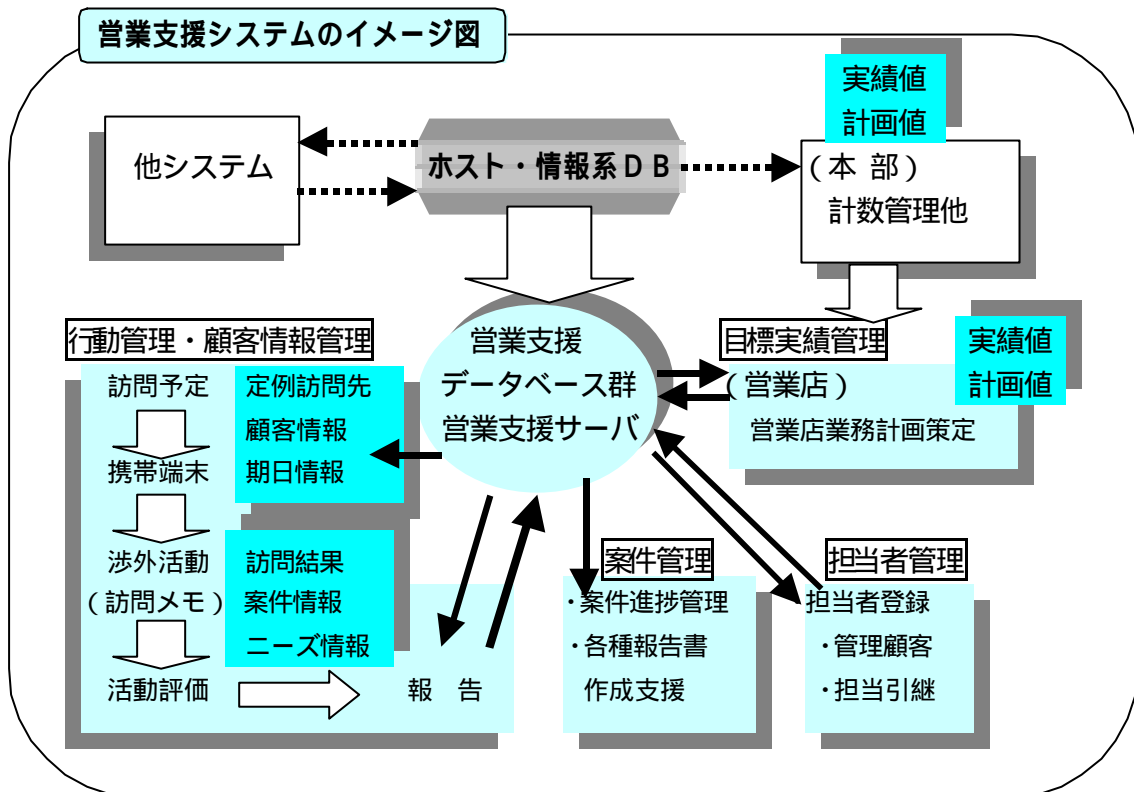 営業支援システムのイメージ図
実績値
計画値
他システム
ホスト・情報系ＤＢ
（本 部）
計数管理他
行動管理・顧客情報管理
訪問予定
携帯端末
渉外活動
（訪問メモ）
活動評価
定例訪問先
顧客情報
期日情報
訪問結果
案件情報
ニーズ情報
報 告
営業支援
データベース群
営業支援サーバ
目標実績管理
（営業店）
営業店業務計画策定
実績値
計画値
案件管理
・案件進捗管理
・各種報告書
作成支援
担当者管理
担当者登録
・管理顧客
・担当引継